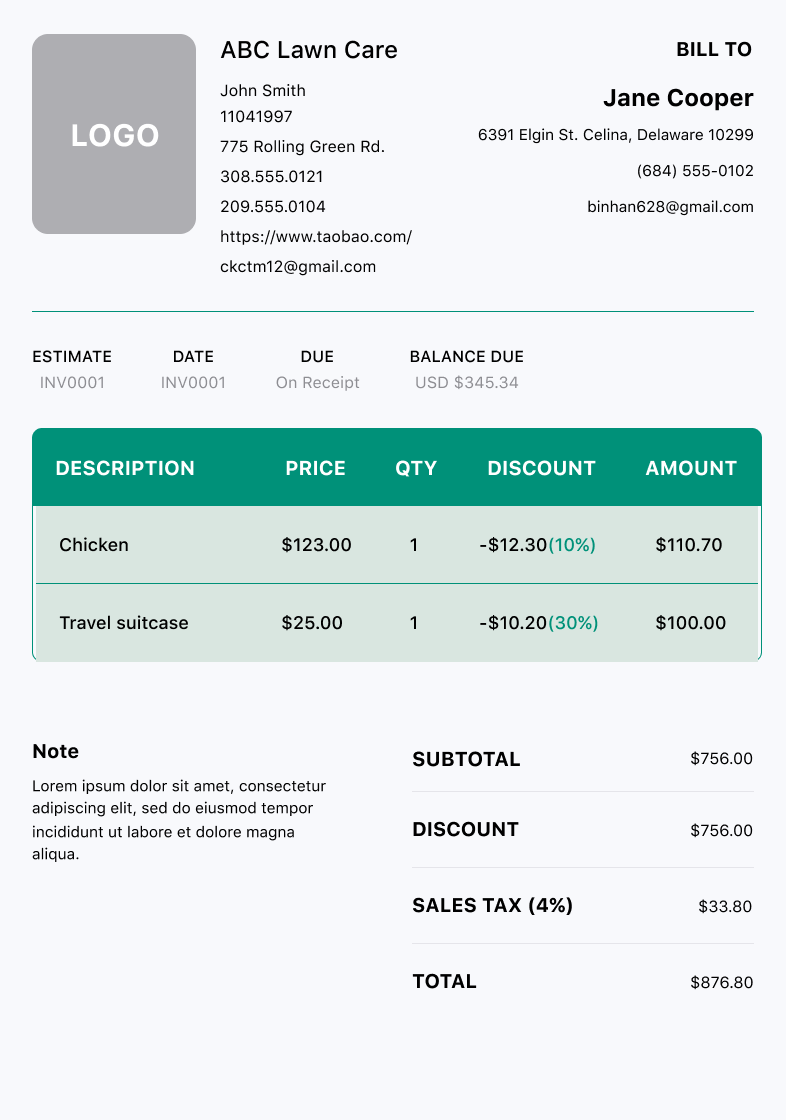 LOGO
ABC Lawn Care
John Smith
11041997
775 Rolling Green Rd.
308.555.0121
209.555.0104
https://www.taobao.com/
ckctm12@gmail.com
BILL TO
Jane Cooper
6391 Elgin St. Celina, Delaware 10299
(684) 555-0102
binhan628@gmail.com
ESTIMATE DATE DUE BALANCE DUE
INV0001 INV0001 On Receipt USD $345.34
DESCRIPTION PRICE QTY DISCOUNT AMOUNT
Chicken $123.00 1 -$12.30(10%) $110.70
Travel suitcase $25.00 1 -$10.20(30%) $100.00
Note
Lorem ipsum dolor sit amet, consectetur
adipiscing elit, sed do eiusmod tempor
incididunt ut labore et dolore magna
aliqua.
SUBTOTAL $756.00
DISCOUNT $756.00
SALES TAX (4%) $33.80
TOTAL $876.80